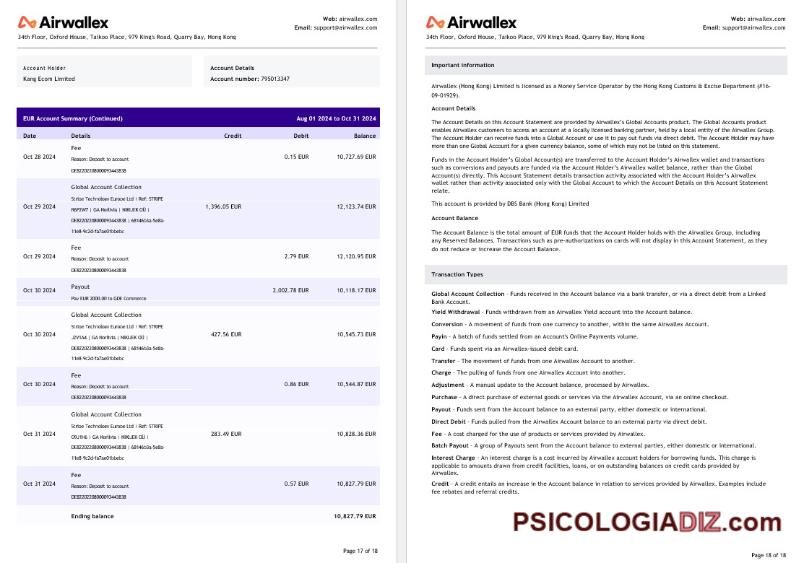 Airwallex
Web: airwallex.com
Email: support@airwallex.com
34th Floor, Oxford House, Taikoo Place, 979 King's Road, Quarry Bay, Hong Kong
Account Holder
Kang Ecom Limited
Account Details
Account number: 795013347
EUR Account Summary (Continued)
Aug 01 2024 to Oct 31 2024
Date Details Credit Debit Balance
Fee
Oct 28 2024 Reason: Deposit to account 0.15 EUR 10,727.69 EUR
Global Account Collection
Stripe Technology Europe Ltd | Ref: STRIPE
Oct 29 2024 1,396.05 EUR 12,123.74 EUR
Fee
Oct 29 2024 Reason: Deposit to account 2.79 EUR 12,120.95 EUR
Payout
Oct 30 2024 2,002.78 EUR 10,118.17 EUR
Pay EUR 2000.00 to GDR Commerce
Global Account Collection
Stripe Technology Europe Ltd | Ref: STRIPE
Oct 30 2024 427.56 EUR 10,545.73 EUR
Fee
Oct 30 2024 Reason: Deposit to account 0.86 EUR 10,544.87 EUR
Global Account Collection
Stripe Technology Europe Ltd | Ref: STRIPE
Oct 31 2024 283.49 EUR 10,828.36 EUR
Fee
Oct 31 2024 Reason: Deposit to account 0.57 EUR 10,827.79 EUR
Ending balance 10,827.79 EUR
Page 17 of 18
Airwallex
Web: airwallex.com
Email: support@airwallex.com
34th Floor, Oxford House, Taikoo Place, 979 King's Road, Quarry Bay, Hong Kong
Important information
Airwallex (Hong Kong) Limited is licensed as a Money Service Operator by the Hong Kong Customs & Excise Department (#16-
09-01929).
Account Details
The Account Details on this Account Statement are provided by Airwallex's Global Accounts product. The Global Accounts product
enables Airwallex customers to access an account at a locally licensed banking partner, held by a local entity of the Airwallex Group.
The Account Holder can receive funds into a Global Account or use it to pay out funds via direct debit. The Account Holder may have
more than one Global Account for a given currency balance, some of which may not be listed on this statement.
Funds in the Account Holder's Global Account(s) are transferred to the Account Holder's Airwallex wallet and transactions
such as conversions and payouts are funded via the Account Holder's Airwallex wallet balance, rather than the Global
Account(s) directly. This Account Statement details transaction activity associated with the Account Holder's Airwallex
wallet rather than activity associated only with the Global Account to which the Account Details on this Account Statement
relate.
This account is provided by DBS Bank (Hong Kong) Limited
Account Balance
The Account Balance is the total amount of EUR funds that the Account Holder holds with the Airwallex Group, including
any Reserved Balances. Transactions such as pre-authorizations on cards will not display in this Account Statement, as they
do not reduce or increase the Account Balance.
Transaction Types
Global Account Collection - Funds received in the Account balance via a bank transfer, or via a direct debit from a Linked
Bank Account.
Yield Withdrawal - Funds withdrawn from an Airwallex Yield account into the Account balance.
Conversion - A movement of funds from one currency to another, within the same Airwallex Account.
Payin - A batch of funds settled from an Account's Online Payments volume.
Card - Funds spent via an Airwallex-issued debit card.
Transfer - The movement of funds from one Airwallex Account to another.
Charge - The pulling of funds from one Airwallex Account into another.
Adjustment - A manual update to the Account balance, processed by Airwallex.
Purchase - A direct purchase of external goods or services via the Airwallex Account, via an online checkout.
Payout - Funds sent from the Account balance to an external party, either domestic or international.
Direct Debit - Funds pulled from the Airwallex Account balance to an external party via direct debit.
Fee - A cost charged for the use of products or services provided by Airwallex.
Batch Payout - A group of Payouts sent from the Account balance to external parties, either domestic or international.
Interest Charge - An interest charge is a cost incurred by Airwallex account holders for borrowing funds. This charge is
applicable to amounts drawn from credit facilities, loans, or on outstanding balances on credit cards provided by
Airwallex.
Credit - A credit entails an increase in the Account balance in relation to services provided by Airwallex. Examples include
fee rebates and referral credits.
PSICOLOGIADIZ.com
Page 18 of 18